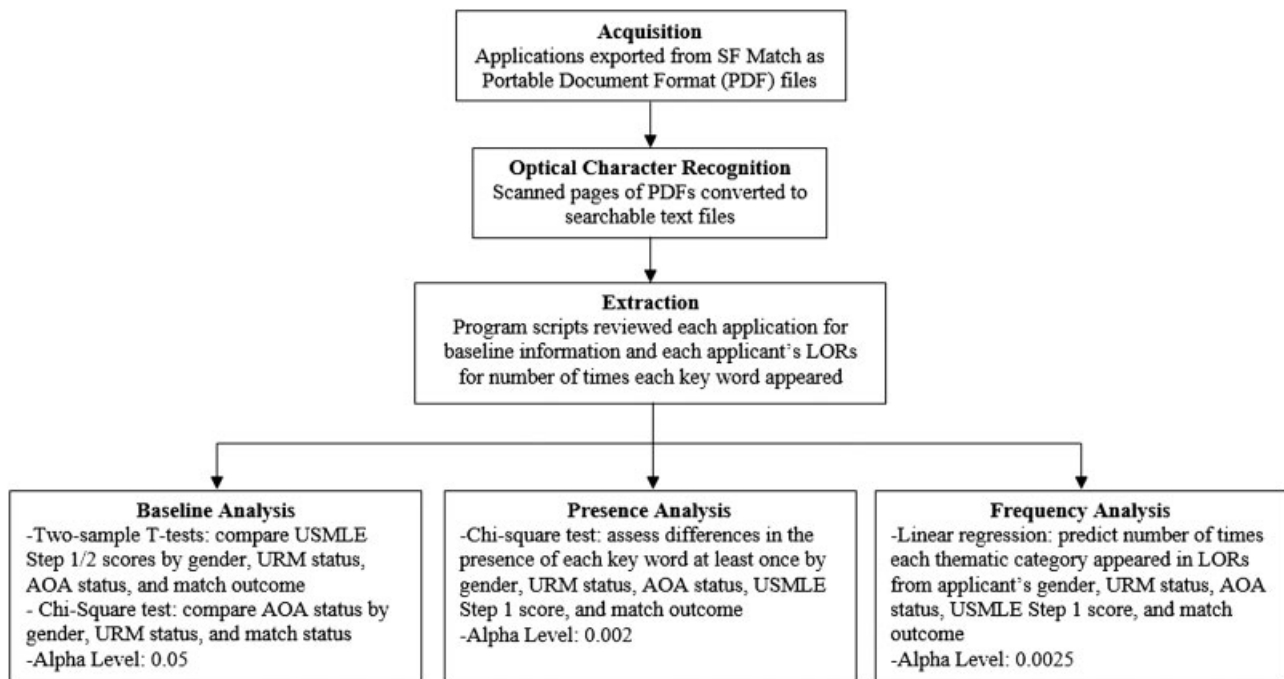 Acquisition
Applications exported from SF Match as
Portable Document Format (PDF) files
Optical Character Recognition
Scanned pages of PDFs converted to
searchable text files
Extraction
Program scripts reviewed each application for
baseline information and each applicant's LORs
for number of times each key word appeared
Baseline Analysis
-Two-sample T-tests: compare USMLE
Step 1/2 scores by gender, URM status,
AOA status, and match outcome
- Chi-Square test: compare AOA status by
gender, URM status, and match status
-Alpha Level: 0.05
Presence Analysis
-Chi-square test: assess differences in the
presence of each key word at least once by
gender, URM status, AOA status, USMLE
Step 1 score, and match outcome
-Alpha Level: 0.002
Frequency Analysis
-Linear regression: predict number of times
each thematic category appeared in LORs
from applicant's gender, URM status, AOA
status, USMLE Step 1 score, and match
outcome
-Alpha Level: 0.0025